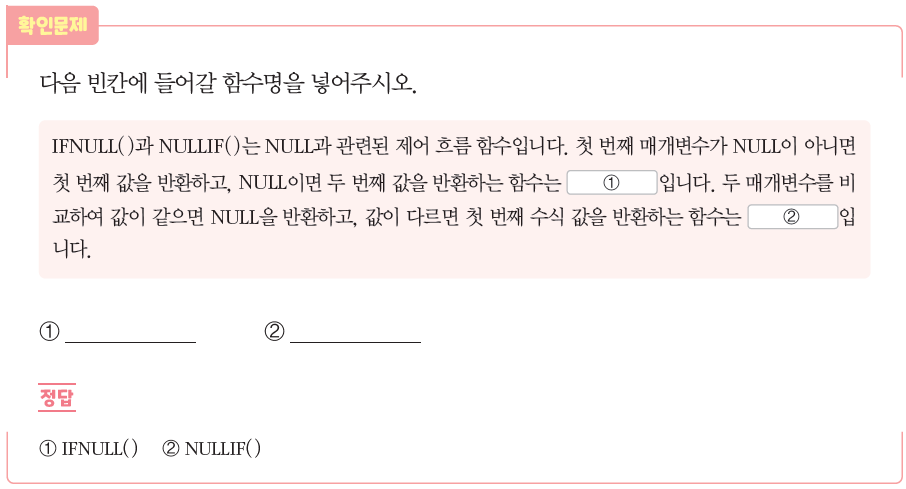 확인문제
다음 빈칸에 들어갈 함수명을 넣어주시오.
IFNULL()과 NULLIF()는 NULL과 관련된 제어 흐름 함수입니다. 첫 번째 매개변수가 NULL이 아니면
첫 번째 값을 반환하고, NULL이면 두 번째 값을 반환하는 함수는 ① 입니다. 두 매개변수를 비
교하여 값이 같으면 NULL을 반환하고, 값이 다르면 첫 번째 수식 값을 반환하는 함수는 ② 입
니다.
① ②
정답
① IFNULL() ② NULLIF()